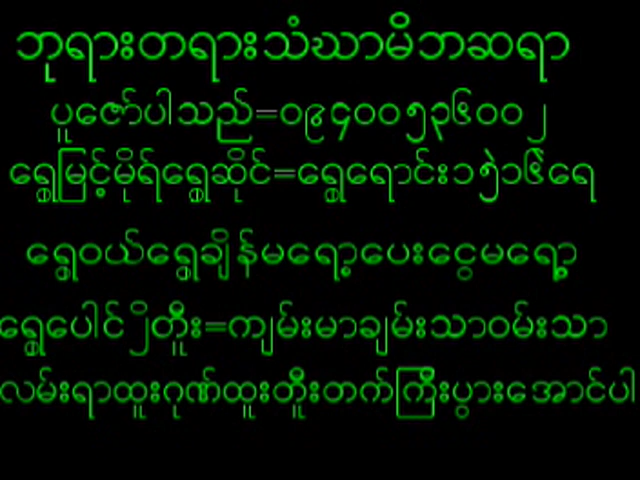 ဘုရားတရားသံဃာမိဘဆရာ
ပူဇော်ပါသည်=၀၉၄၀၀၅၃၆၀၀၂
ရွှေမြင့်မိုရ်ရွှေဆိုင်=ရွှေရောင်း၁၅ပဲ၁၆ပဲရေ
ရွှေဝယ်ရွှေချိန်မရော့ပေးငွေမရော့
ရွှေပေါင်၂ိတိူး=ကျမ်းမာချမ်းသာဝမ်းသာ
လမ်းရာထူးဂုဏ်ထူးတိူးတက်ကြီးပွားအောင်ပါ